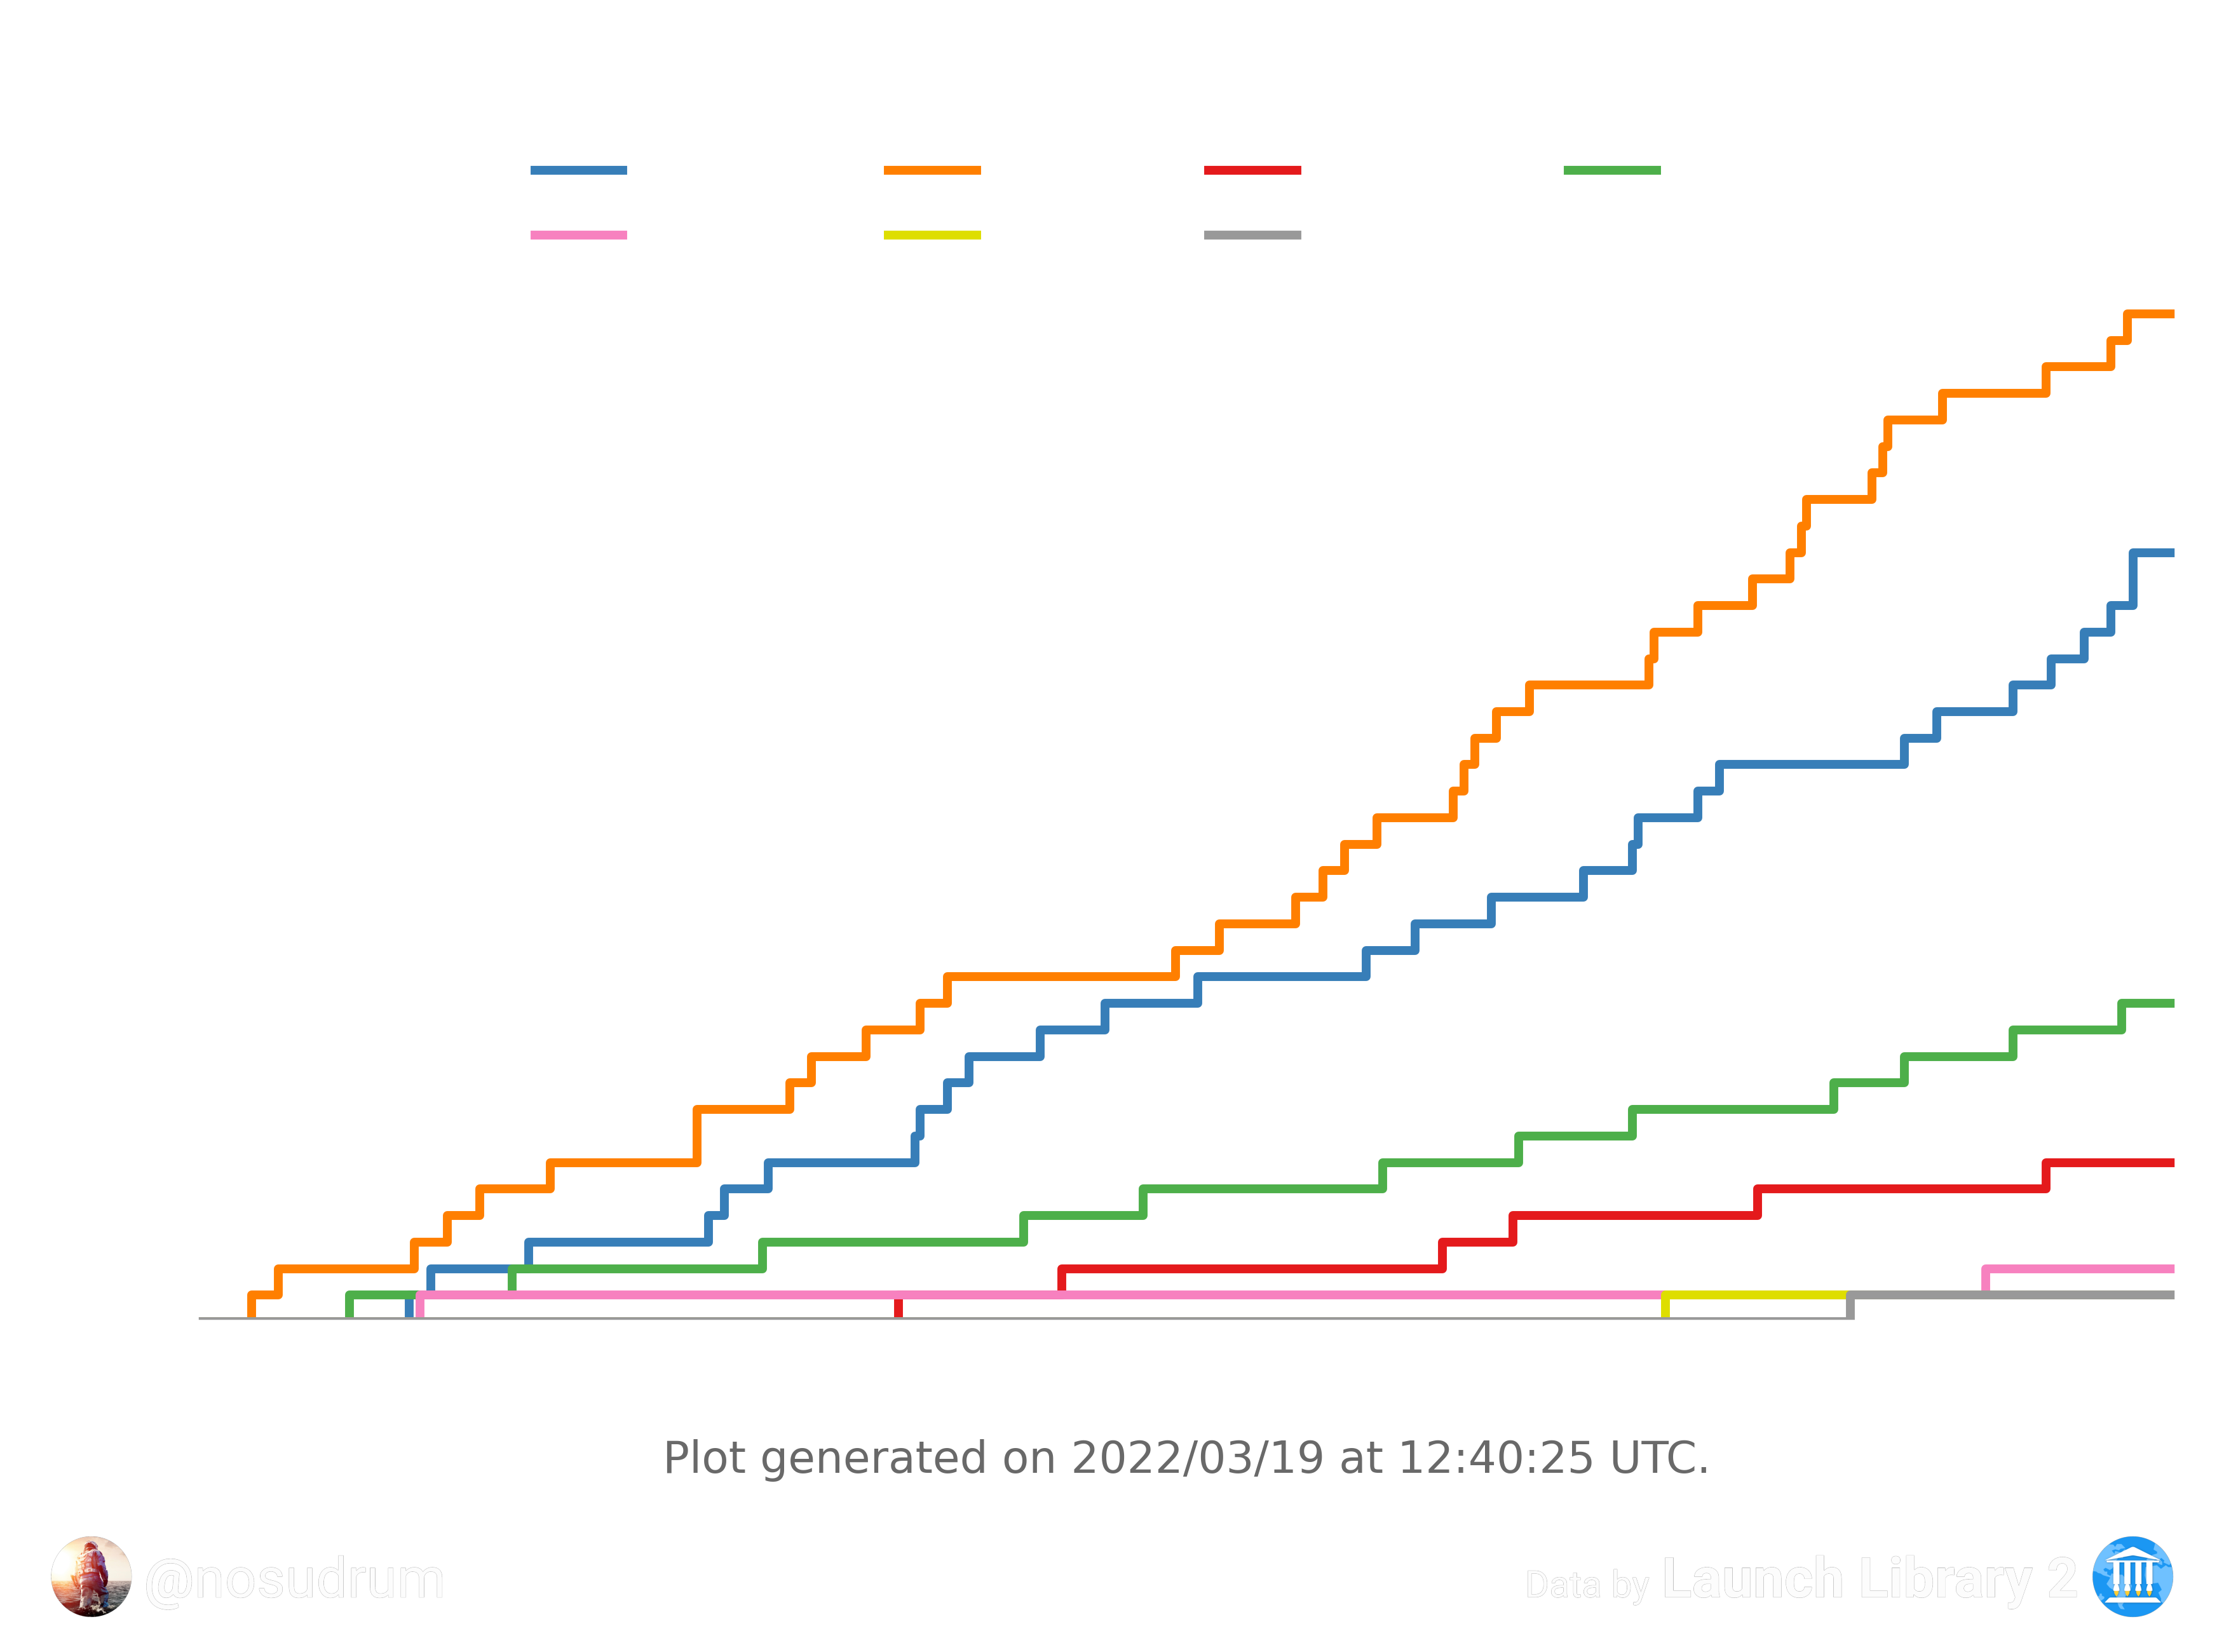 Plot generated on 2022/03/19 at 12:40:25 UTC.
@nosudrum
Data by Launch Library 2